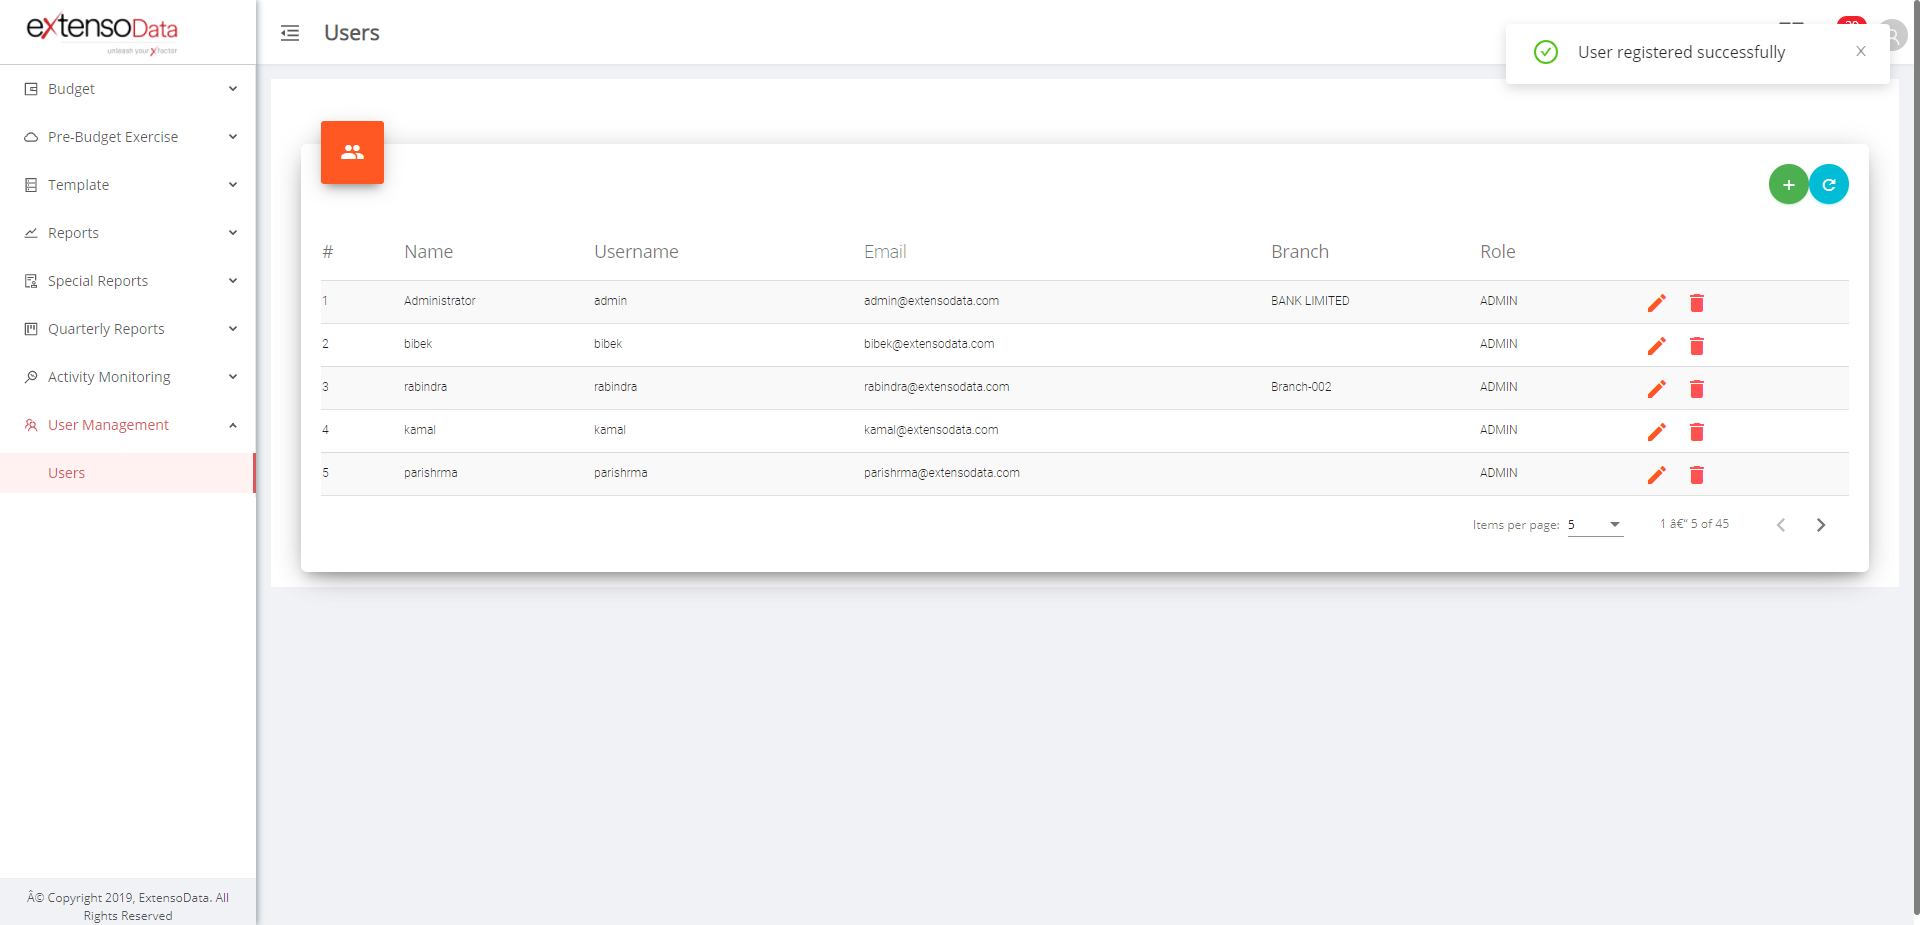 extensoData
unleash your Xfactor
Users
User registered successfully
Budget
Pre-Budget Exercise
Template
Reports
Special Reports
Quarterly Reports
Activity Monitoring
User Management
Users
# Name Username Email Branch Role
1 Administrator admin admin@extensodata.com BANK LIMITED ADMIN
2 bibek bibek bibek@extensodata.com ADMIN
3 rabindra rabindra rabindra@extensodata.com Branch-002 ADMIN
4 kamal kamal kamal@extensodata.com ADMIN
5 parishrma parishrma parishrma@extensodata.com ADMIN
Items per page: 5 1 â€“ 5 of 45
Â© Copyright 2019, ExtensoData. All
Rights Reserved